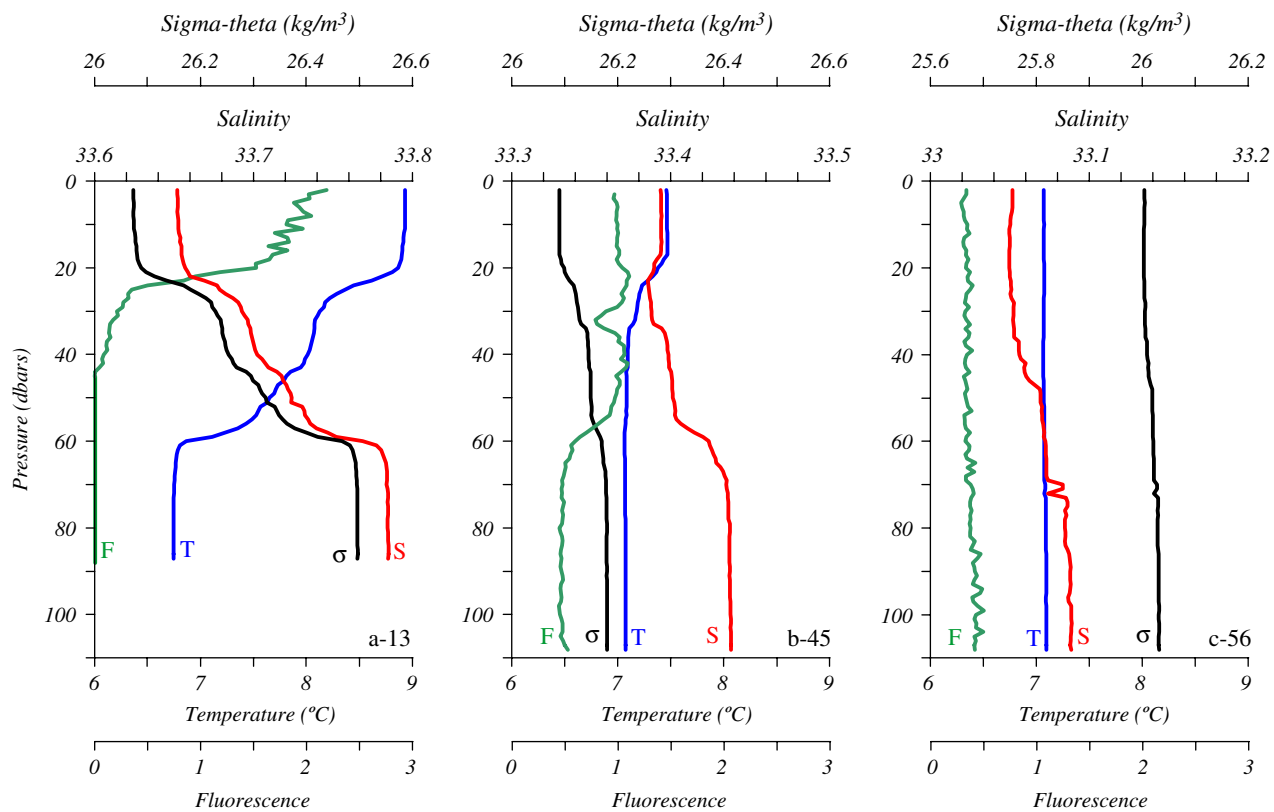 Sigma-theta (kg/m³) Sigma-theta (kg/m³) Sigma-theta (kg/m³)
26 26.2 26.4 26.6 26 26.2 26.4 26.6 25.6 25.8 26 26.2
Salinity Salinity Salinity
33.6 33.7 33.8 33.3 33.4 33.5 33 33.1 33.2
0 0 0
20 20 20
40 40 40
Pressure (dbars)
60 60 60
80 80 80
F T σ S
100 100 100
a-13 F σ T S b-45 F T S σ c-56
6 7 8 9 6 7 8 9 6 7 8 9
Temperature (ºC) Temperature (ºC) Temperature (ºC)
0 1 2 3 0 1 2 3 0 1 2 3
Fluorescence Fluorescence Fluorescence